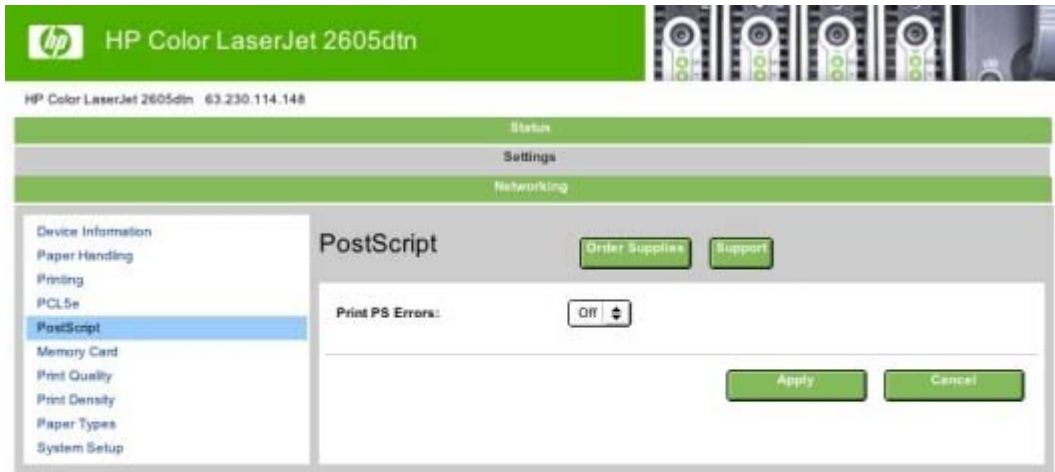 hp HP Color LaserJet 2605dtn
HP Color LaserJet 2605dtn 63.230.114.148
Status
Settings
Networking
Device Information
Paper Handling
Printing
PCL5e
PostScript
Memory Card
Print Quality
Print Density
Paper Types
System Setup
PostScript
Order Supplies
Support
Print PS Errors:
Off
Apply
Cancel